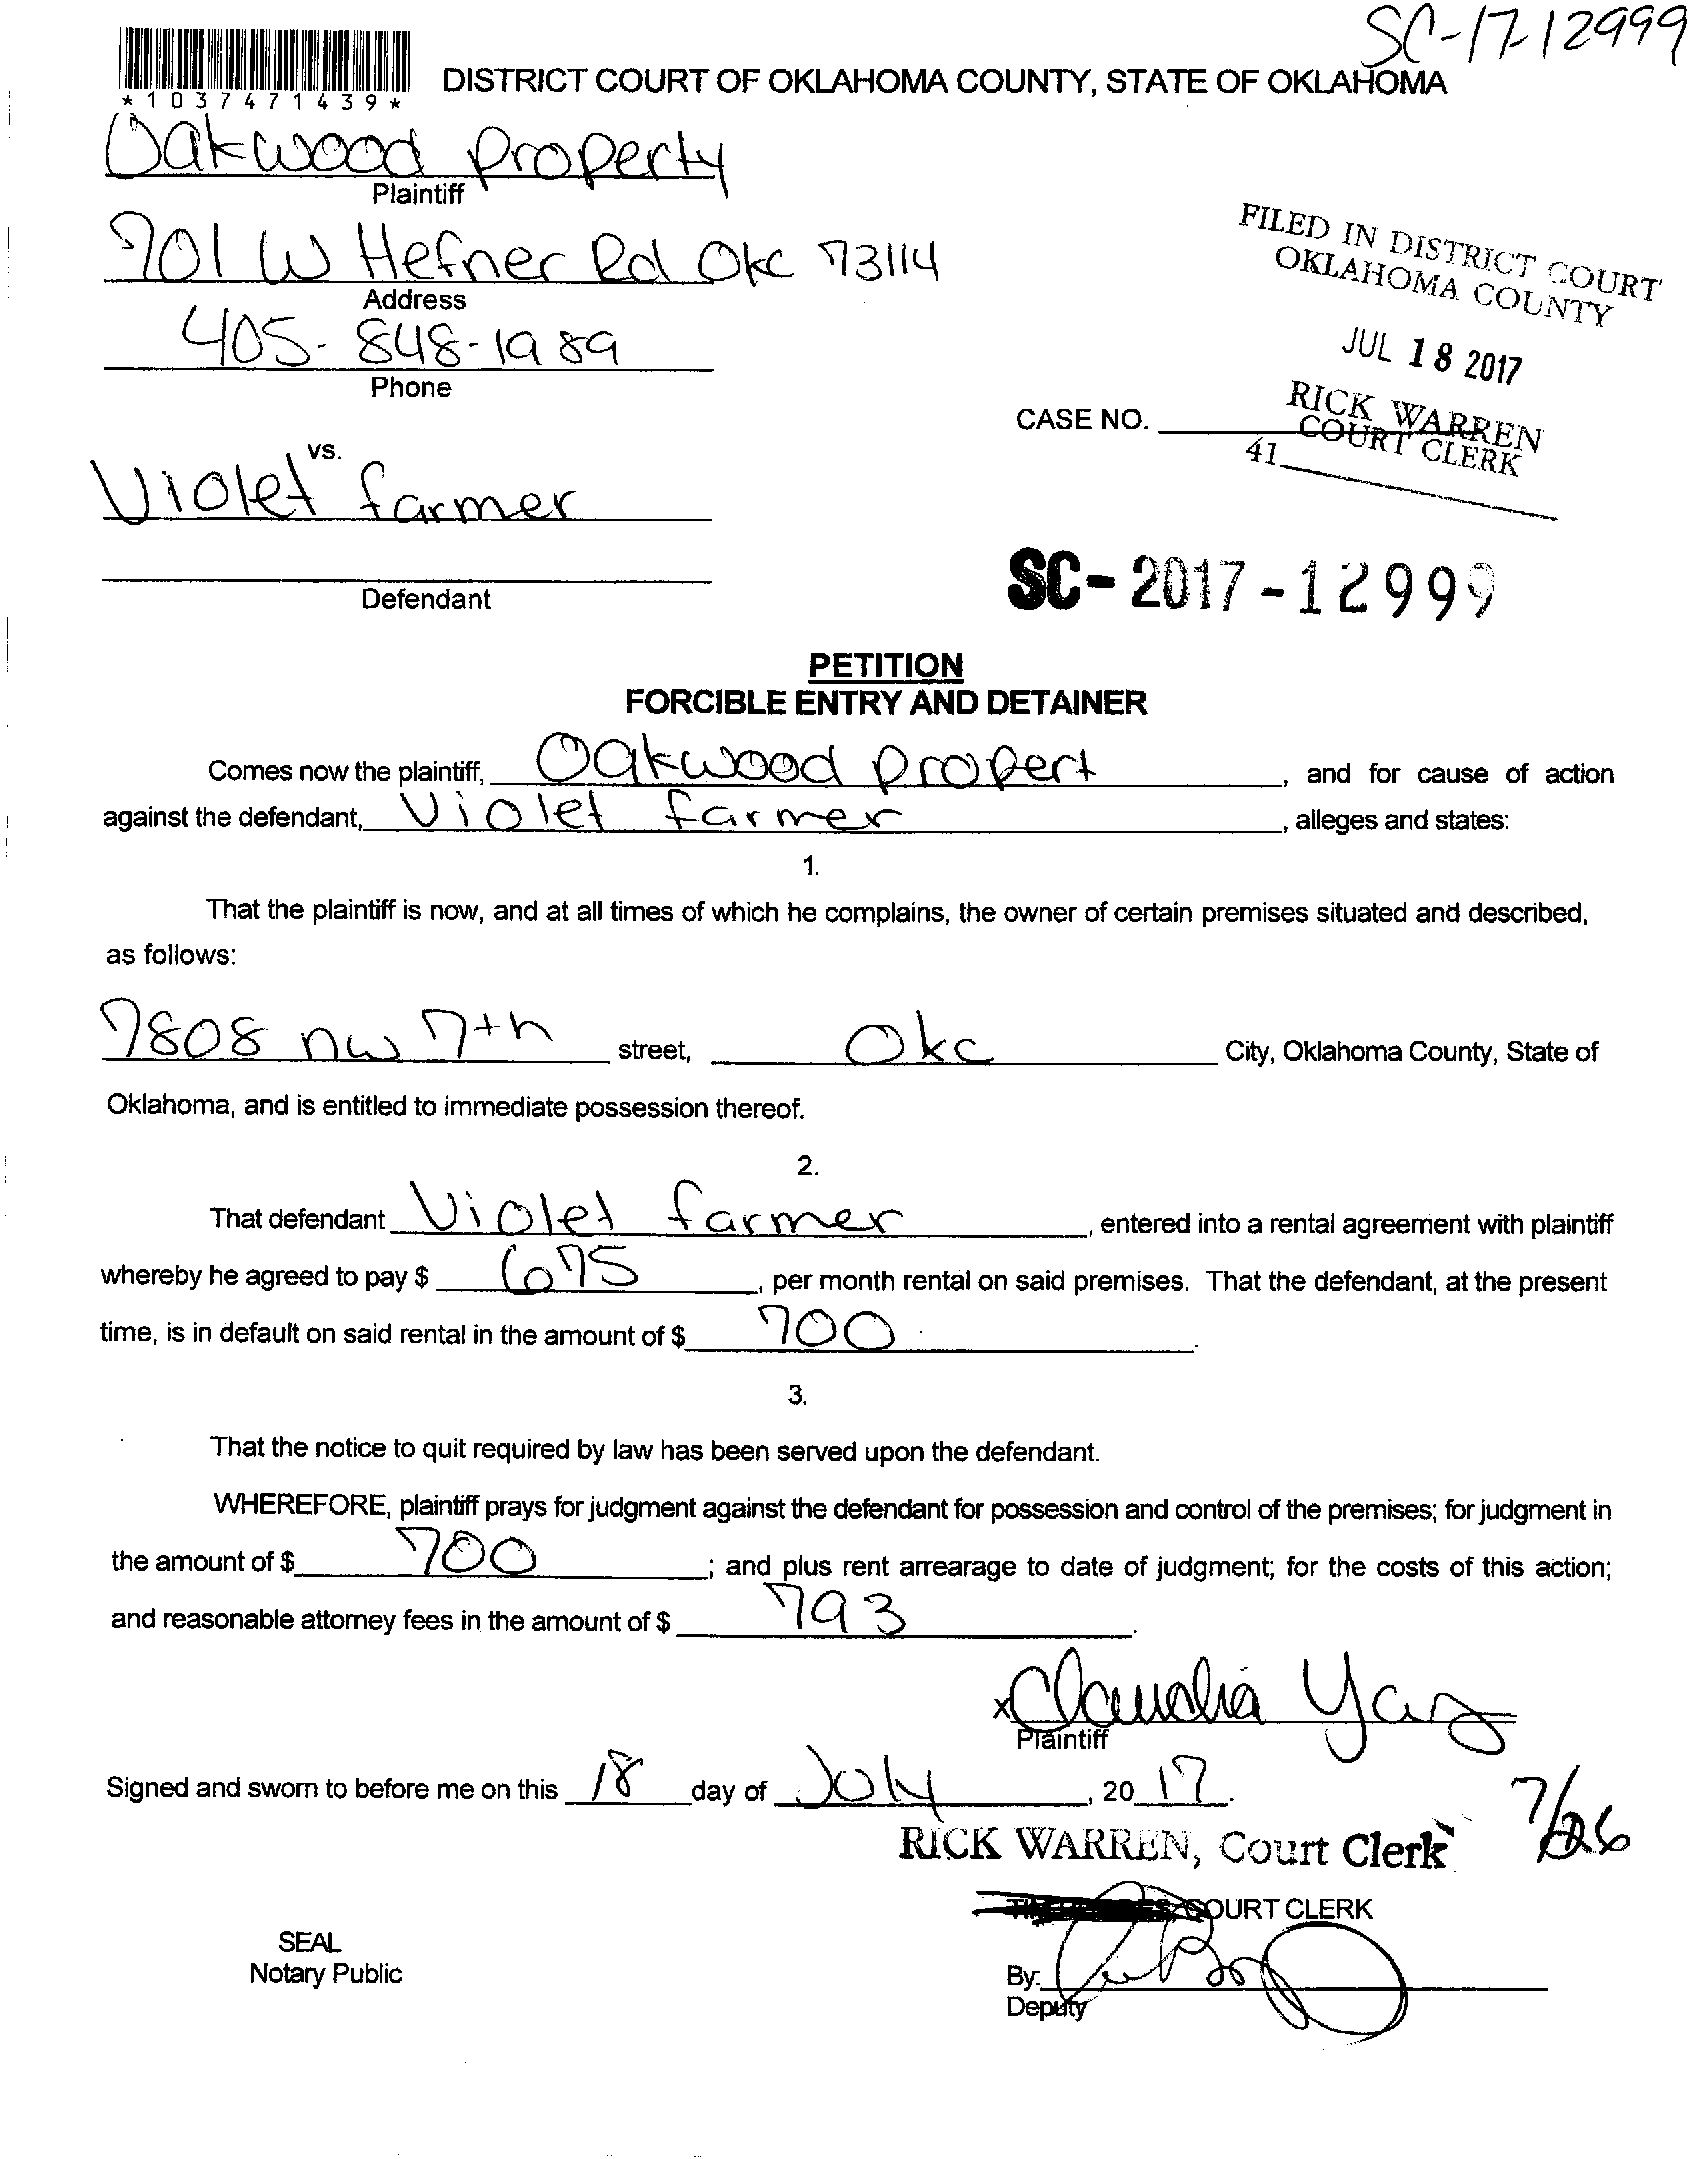 SC-17-12999
*1037471439*
DISTRICT COURT OF OKLAHOMA COUNTY, STATE OF OKLAHOMA
Oakwood Property
Plaintiff
901 W Hefner Rd Okc 73114
Address
405-848-1989
Phone
FILED IN DISTRICT COURT
OKLAHOMA COUNTY
JUL 18 2017
RICK WARREN
COURT CLERK
41
CASE NO.
vs.
Violet farmer
Defendant
SC-2017-12999
PETITION
FORCIBLE ENTRY AND DETAINER
Comes now the plaintiff, Oakwood Propert, and for cause of action
against the defendant, Violet farmer, alleges and states:
1.
That the plaintiff is now, and at all times of which he complains, the owner of certain premises situated and described,
as follows:
7808 nw 7th street, Okc City, Oklahoma County, State of
Oklahoma, and is entitled to immediate possession thereof.
2.
That defendant Violet farmer, entered into a rental agreement with plaintiff
whereby he agreed to pay $ 675, per month rental on said premises. That the defendant, at the present
time, is in default on said rental in the amount of $ 700.
3.
That the notice to quit required by law has been served upon the defendant.
WHEREFORE, plaintiff prays for judgment against the defendant for possession and control of the premises; for judgment in
the amount of $ 700; and plus rent arrearage to date of judgment; for the costs of this action;
and reasonable attorney fees in the amount of $ 793.
x Claudia
Plaintiff
Signed and sworn to before me on this 18 day of July, 2017.
7/26
RICK WARREN, Court Clerk
COURT CLERK
SEAL
Notary Public
By:
Deputy